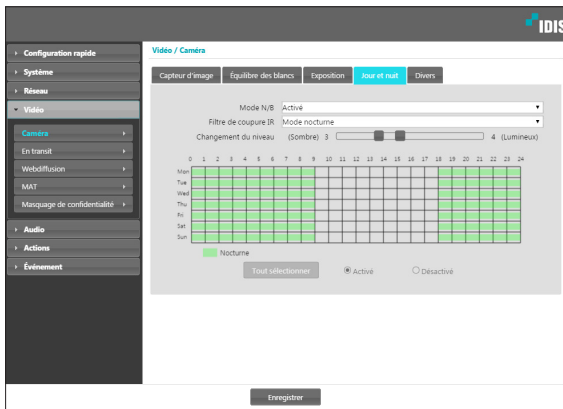 IDIS
Configuration rapide
Système
Réseau
Vidéo
Caméra
En transit
Webdiffusion
MAT
Masquage de confidentialité
Audio
Actions
Événement
Vidéo / Caméra
Capteur d'image Équilibre des blancs Exposition Jour et nuit Divers
Mode N/B Activé
Filtre de coupure IR Mode nocturne
Changement du niveau (Sombre) 3 4 (Lumineux)
0 1 2 3 4 5 6 7 8 9 10 11 12 13 14 15 16 17 18 19 20 21 22 23 24
Mon
Tue
Wed
Thu
Fri
Sat
Sun
Nocturne
Tout sélectionner Activé Désactivé
Enregistrer